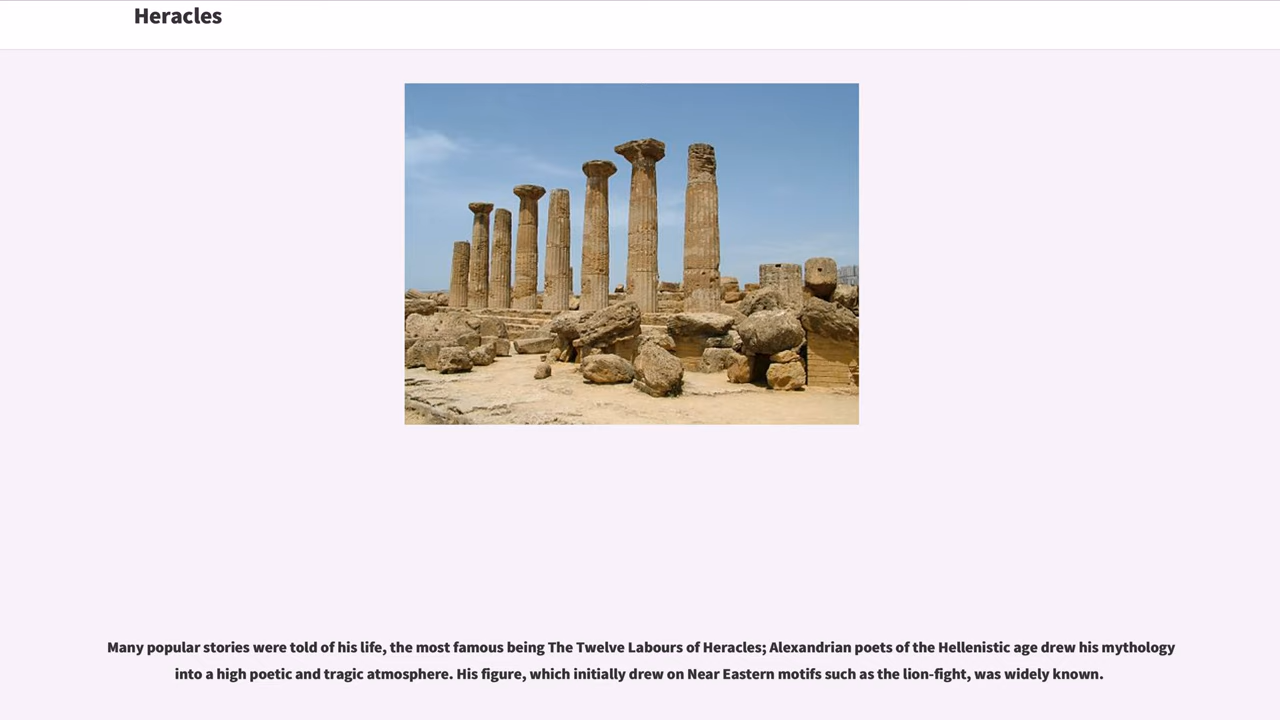 Heracles
Many popular stories were told of his life, the most famous being The Twelve Labours of Heracles; Alexandrian poets of the Hellenistic age drew his mythology
into a high poetic and tragic atmosphere. His figure, which initially drew on Near Eastern motifs such as the lion-fight, was widely known.